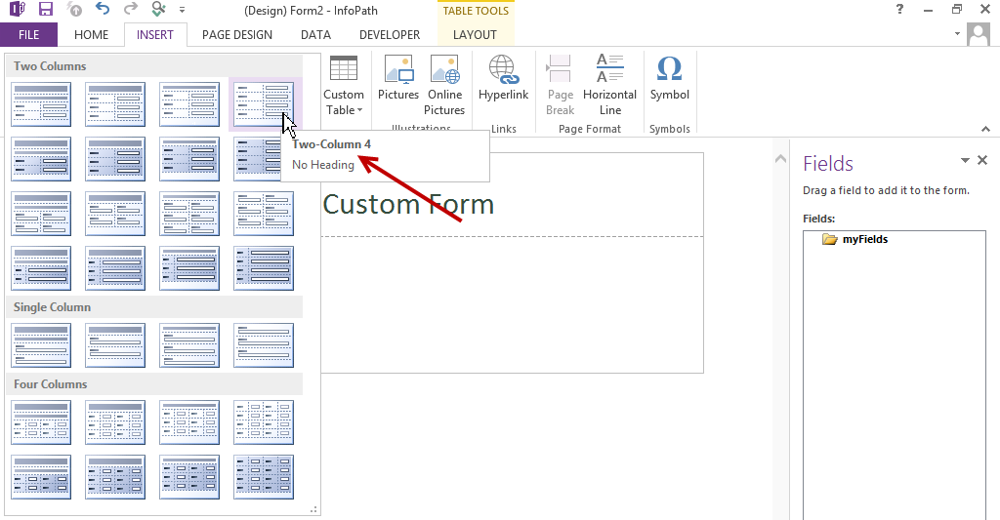 (Design) Form2 - InfoPath
TABLE TOOLS
FILE HOME INSERT PAGE DESIGN DATA DEVELOPER LAYOUT
Two Columns
Custom Table
Pictures
Online Pictures
Hyperlink
Page Break
Horizontal Line
Symbol
Illustrations
Links
Page Format
Symbols
Two-Column 4
No Heading
Custom Form
Single Column
Four Columns
Fields
Drag a field to add it to the form.
Fields:
myFields